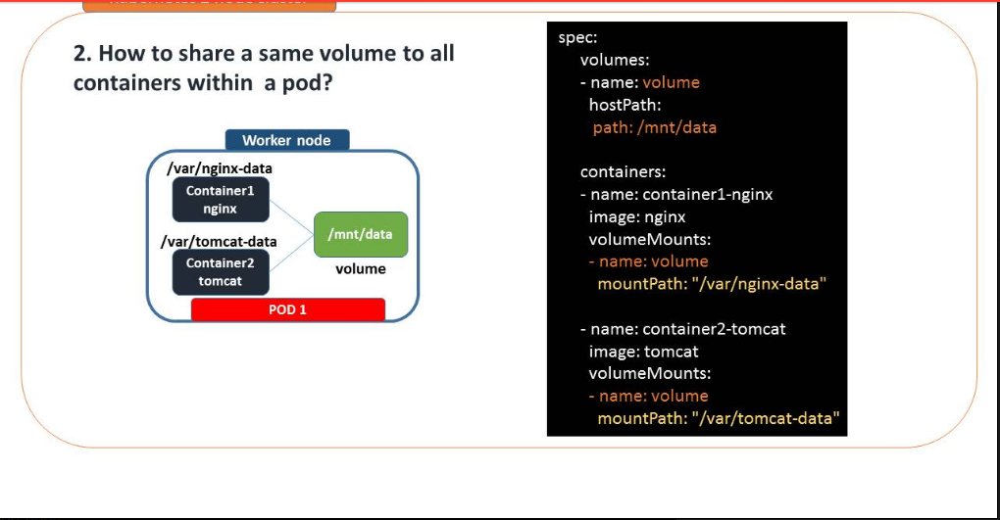 2. How to share a same volume to all
containers within a pod?
Worker node
/var/nginx-data
Container1
nginx
/var/tomcat-data
Container2
tomcat
/mnt/data
volume
POD 1
spec:
volumes:
- name: volume
hostPath:
path: /mnt/data
containers:
- name: container1-nginx
image: nginx
volumeMounts:
- name: volume
mountPath: "/var/nginx-data"
- name: container2-tomcat
image: tomcat
volumeMounts:
- name: volume
mountPath: "/var/tomcat-data"